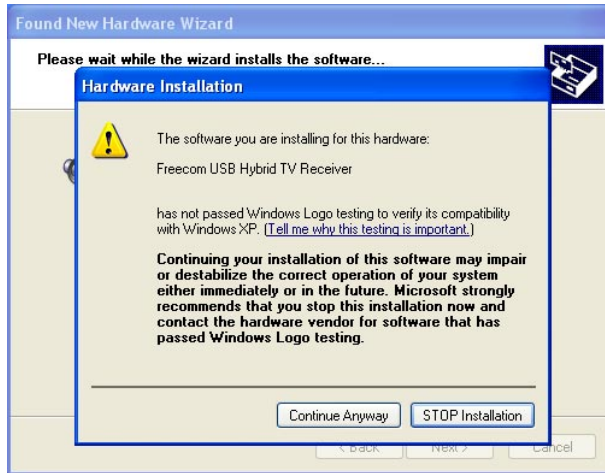 Found New Hardware Wizard
Please wait while the wizard installs the software...
Hardware Installation
The software you are installing for this hardware:
Freecom USB Hybrid TV Receiver
has not passed Windows Logo testing to verify its compatibility
with Windows XP. (Tell me why this testing is important.)
Continuing your installation of this software may impair
or destabilize the correct operation of your system
either immediately or in the future. Microsoft strongly
recommends that you stop this installation now and
contact the hardware vendor for software that has
passed Windows Logo testing.
Continue Anyway
STOP Installation
< Back
Next >
Cancel